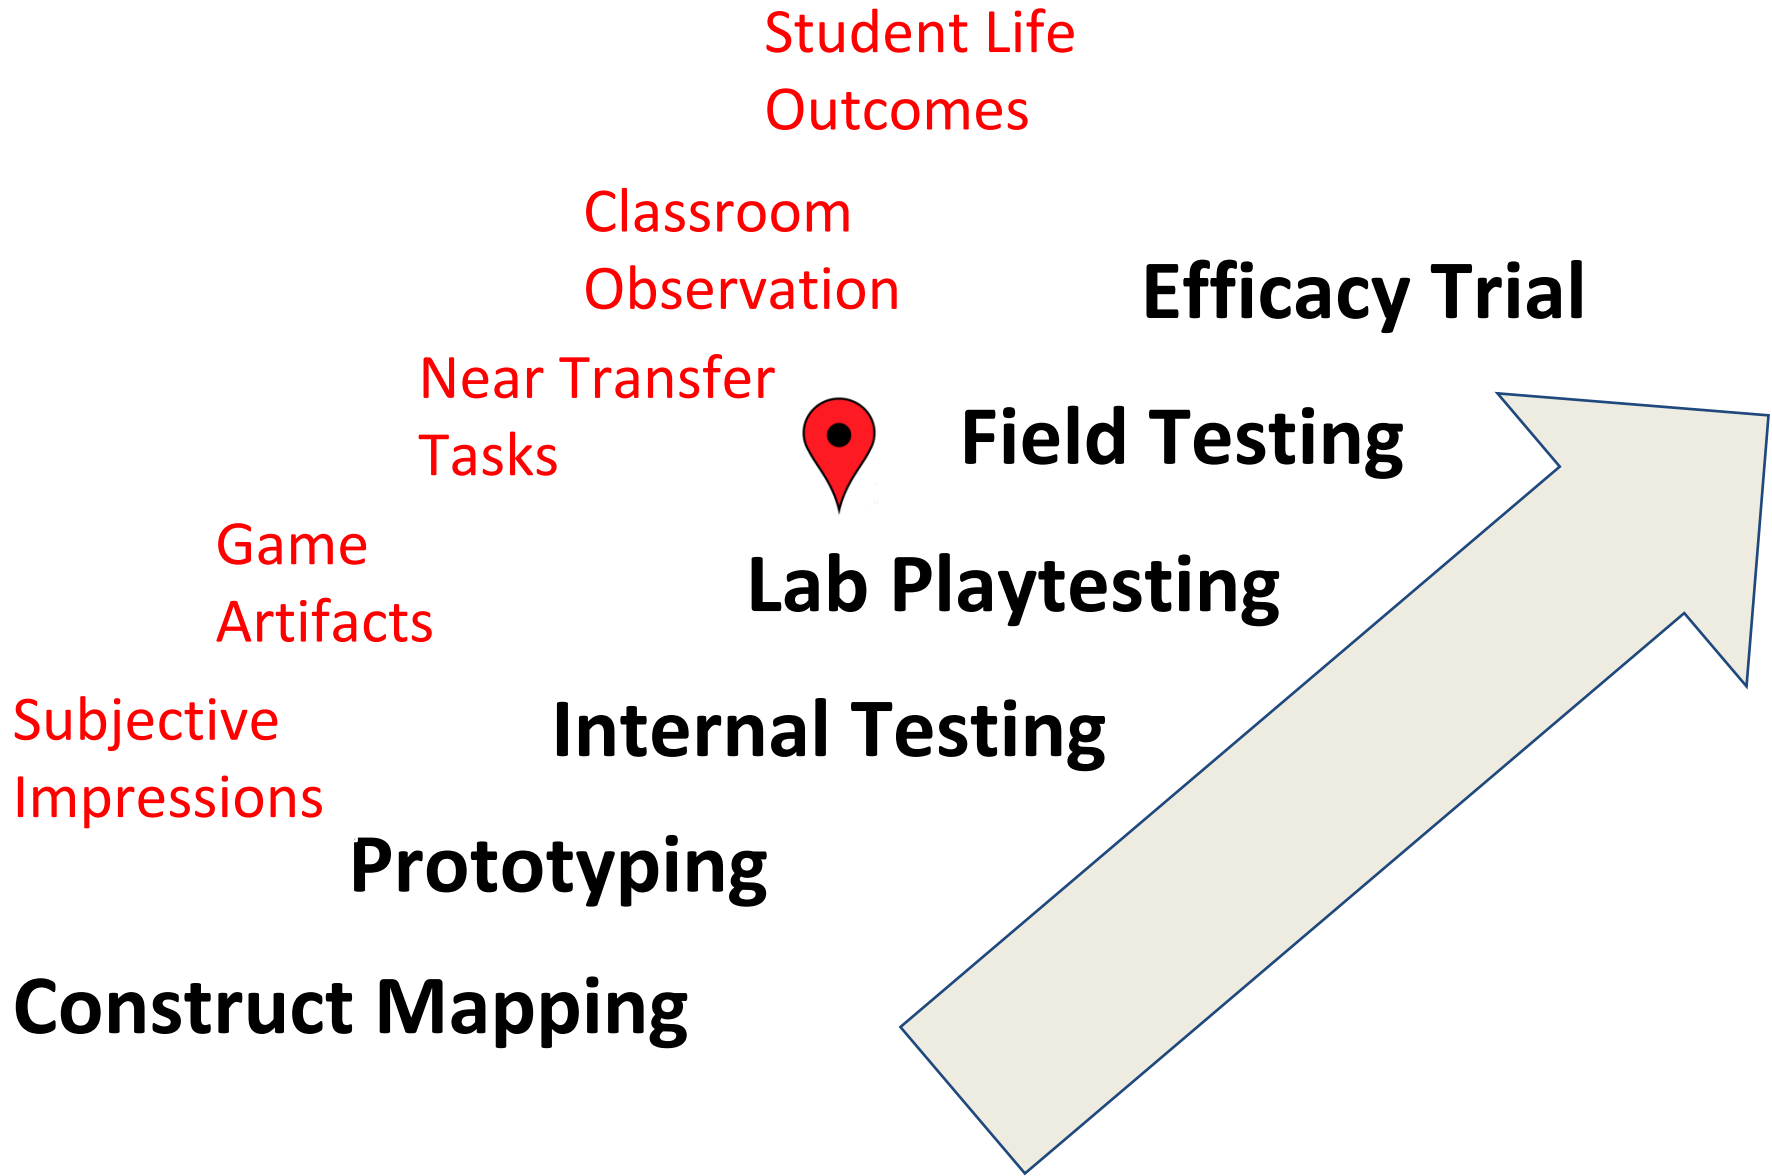 Student Life
Outcomes
Classroom
Observation
Efficacy Trial
Near Transfer
Tasks
Field Testing
Game
Artifacts
Lab Playtesting
Subjective
Impressions
Internal Testing
Prototyping
Construct Mapping